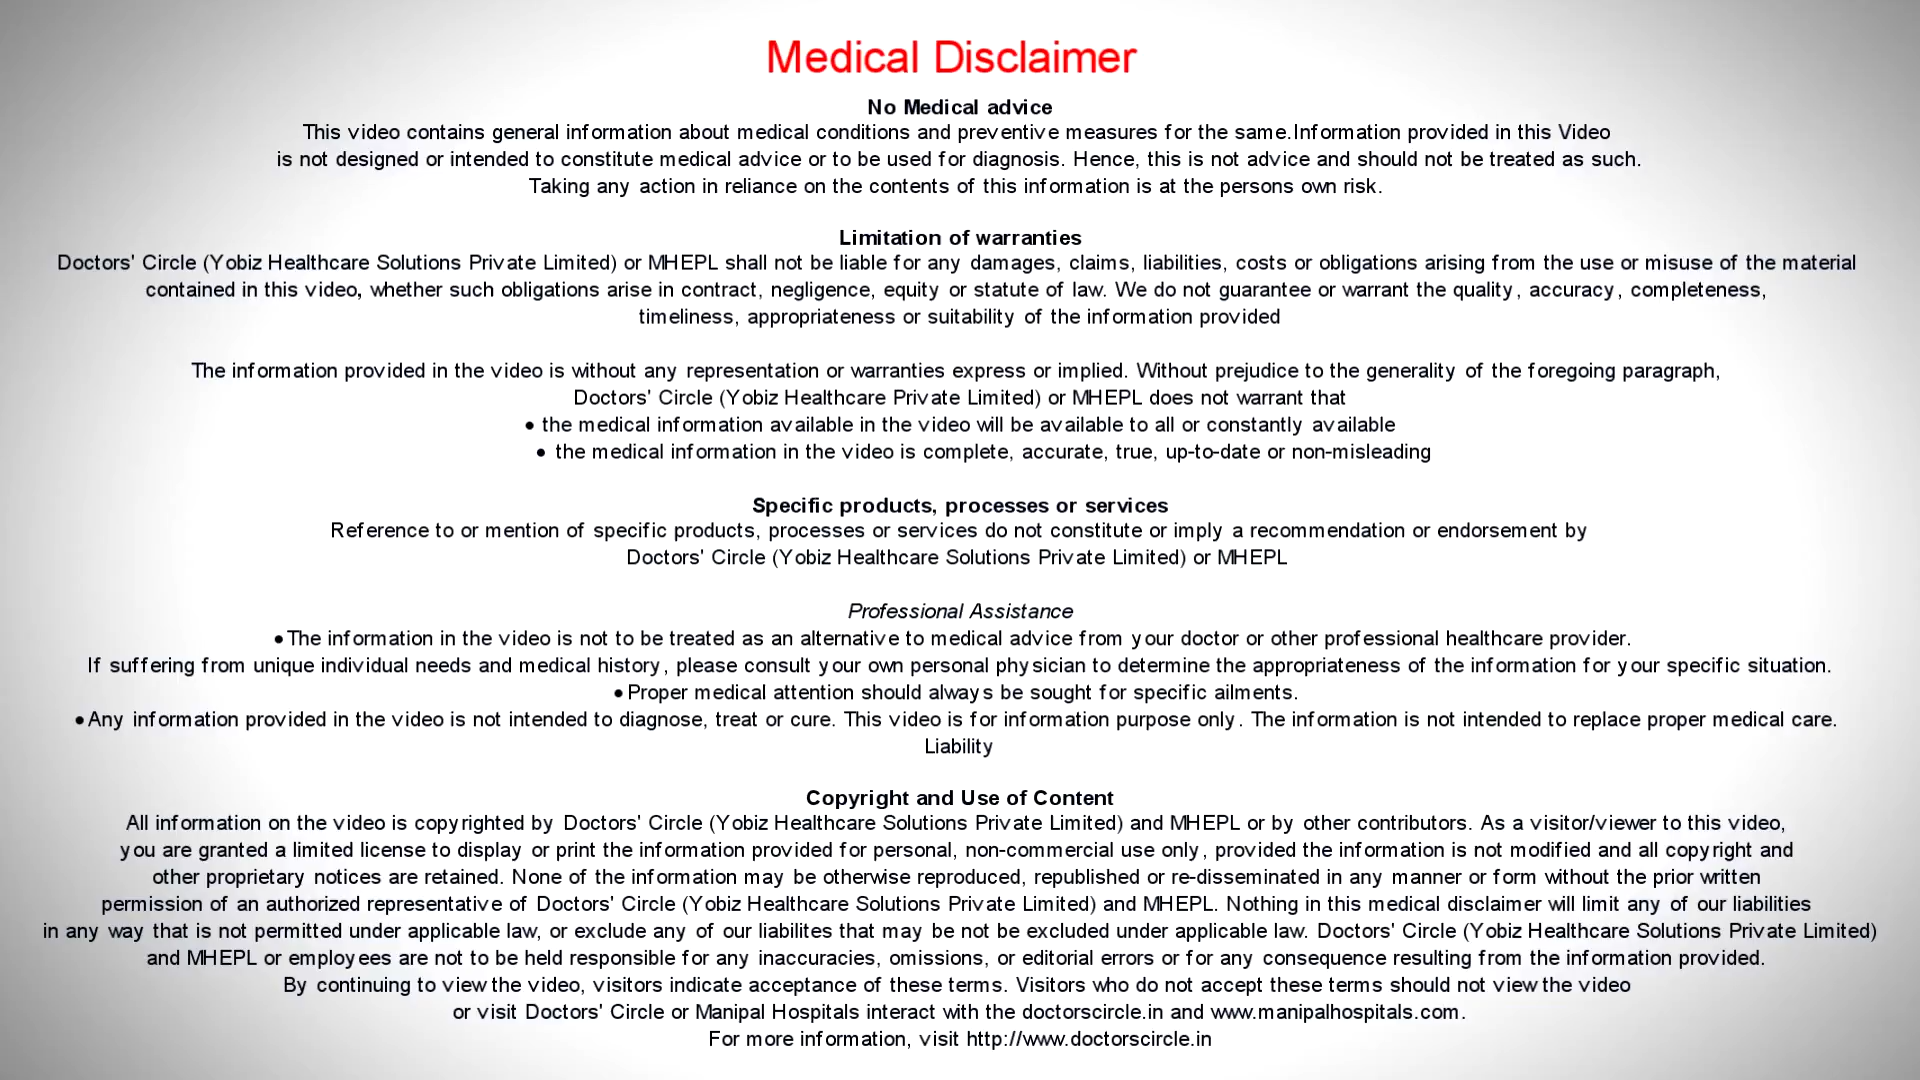 Medical Disclaimer
No Medical advice
This video contains general information about medical conditions and preventive measures for the same.Information provided in this Video
is not designed or intended to constitute medical advice or to be used for diagnosis. Hence, this is not advice and should not be treated as such.
Taking any action in reliance on the contents of this information is at the persons own risk.
Limitation of warranties
Doctors' Circle (Yobiz Healthcare Solutions Private Limited) or MHEPL shall not be liable for any damages, claims, liabilities, costs or obligations arising from the use or misuse of the material
contained in this video, whether such obligations arise in contract, negligence, equity or statute of law. We do not guarantee or warrant the quality, accuracy, completeness,
timeliness, appropriateness or suitability of the information provided
The information provided in the video is without any representation or warranties express or implied. Without prejudice to the generality of the foregoing paragraph,
Doctors' Circle (Yobiz Healthcare Private Limited) or MHEPL does not warrant that
• the medical information available in the video will be available to all or constantly available
• the medical information in the video is complete, accurate, true, up-to-date or non-misleading
Specific products, processes or services
Reference to or mention of specific products, processes or services do not constitute or imply a recommendation or endorsement by
Doctors' Circle (Yobiz Healthcare Solutions Private Limited) or MHEPL
Professional Assistance
•The information in the video is not to be treated as an alternative to medical advice from your doctor or other professional healthcare provider.
If suffering from unique individual needs and medical history, please consult your own personal physician to determine the appropriateness of the information for your specific situation.
•Proper medical attention should always be sought for specific ailments.
•Any information provided in the video is not intended to diagnose, treat or cure. This video is for information purpose only. The information is not intended to replace proper medical care.
Liability
Copyright and Use of Content
All information on the video is copyrighted by Doctors' Circle (Yobiz Healthcare Solutions Private Limited) and MHEPL or by other contributors. As a visitor/viewer to this video,
you are granted a limited license to display or print the information provided for personal, non-commercial use only, provided the information is not modified and all copyright and
other proprietary notices are retained. None of the information may be otherwise reproduced, republished or re-disseminated in any manner or form without the prior written
permission of an authorized representative of Doctors' Circle (Yobiz Healthcare Solutions Private Limited) and MHEPL. Nothing in this medical disclaimer will limit any of our liabilities
in any way that is not permitted under applicable law, or exclude any of our liabilites that may be not be excluded under applicable law. Doctors' Circle (Yobiz Healthcare Solutions Private Limited)
and MHEPL or employees are not to be held responsible for any inaccuracies, omissions, or editorial errors or for any consequence resulting from the information provided.
By continuing to view the video, visitors indicate acceptance of these terms. Visitors who do not accept these terms should not view the video
or visit Doctors' Circle or Manipal Hospitals interact with the doctorscircle.in and www.manipalhospitals.com.
For more information, visit http://www.doctorscircle.in